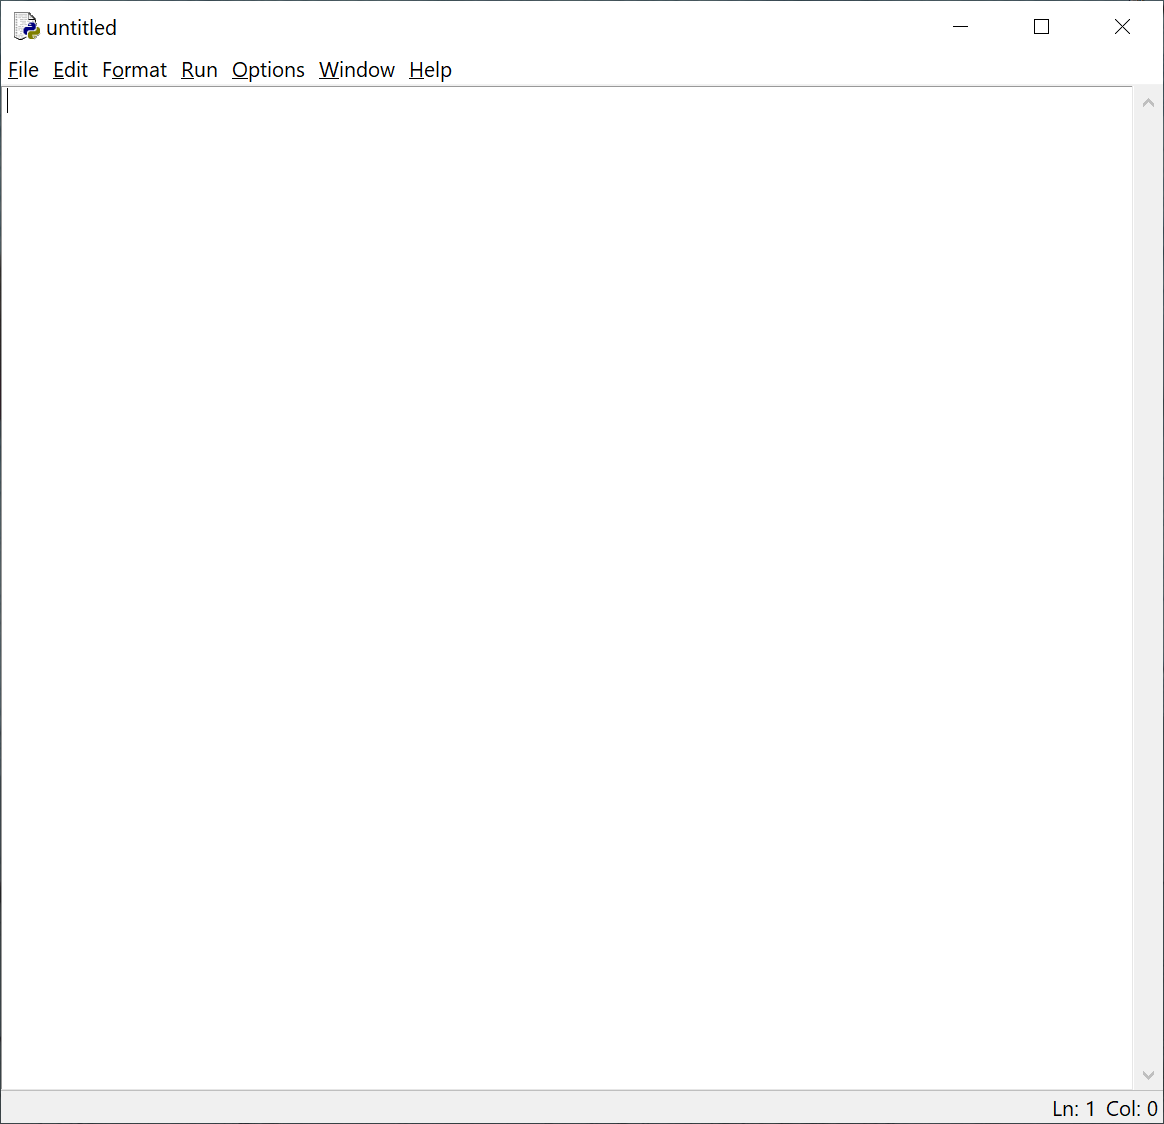 untitled
File Edit Format Run Options Window Help
Ln: 1 Col: 0